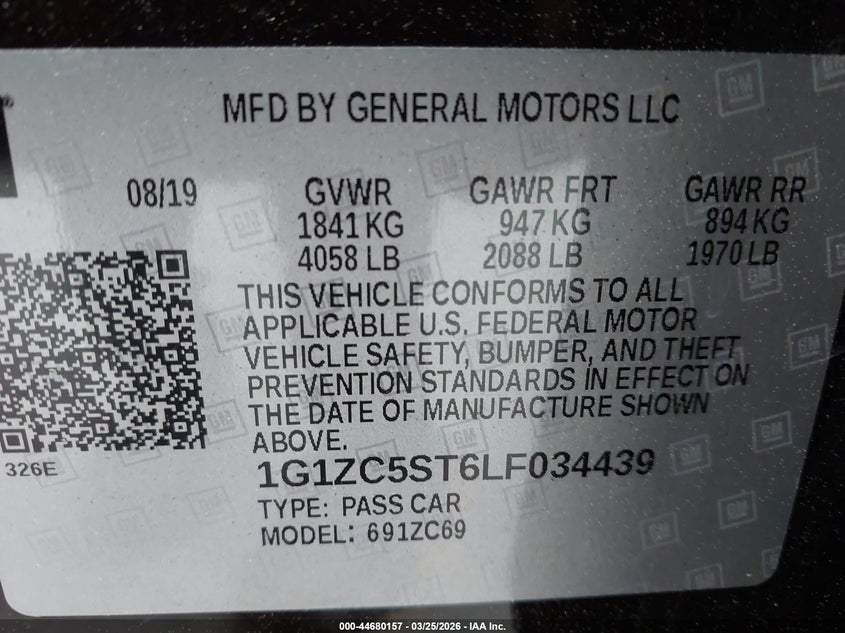 MFD BY GENERAL MOTORS LLC
08/19 GVWR GAWR FRT GAWR RR
1841 KG 947 KG 894 KG
4058 LB 2088 LB 1970 LB
THIS VEHICLE CONFORMS TO ALL
APPLICABLE U.S. FEDERAL MOTOR
VEHICLE SAFETY, BUMPER, AND THEFT
PREVENTION STANDARDS IN EFFECT ON
THE DATE OF MANUFACTURE SHOWN
ABOVE.
326E
1G1ZC5ST6LF034439
TYPE: PASS CAR
MODEL: 691ZC69
000-44680157 - 03/25/2026 - IAA Inc.